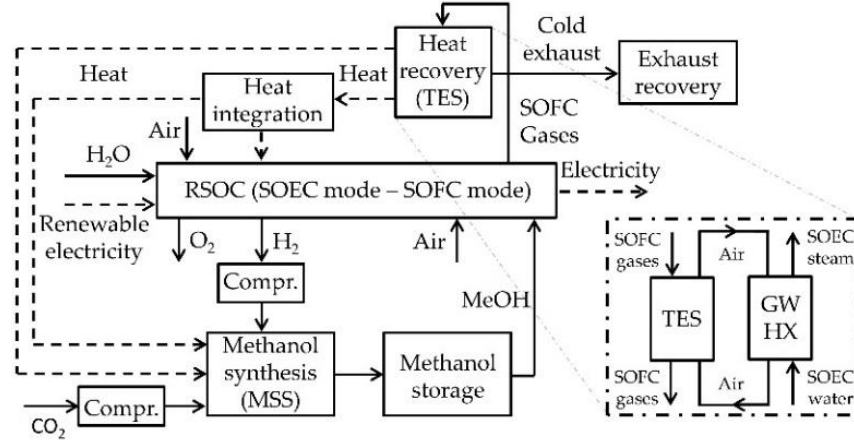 Heat
recovery
(TES)
Cold
exhaust
Exhaust
recovery
Heat
Heat
integration
Heat
SOFC
Gases
Air
H₂O
RSOC (SOEC mode – SOFC mode)
Electricity
Renewable
electricity
O₂
H₂
Air
Compr.
MeOH
Methanol
synthesis
(MSS)
Methanol
storage
CO₂
Compr.
SOFC
gases
Air
SOEC
steam
TES
GW
HX
SOFC
gases
Air
SOEC
water